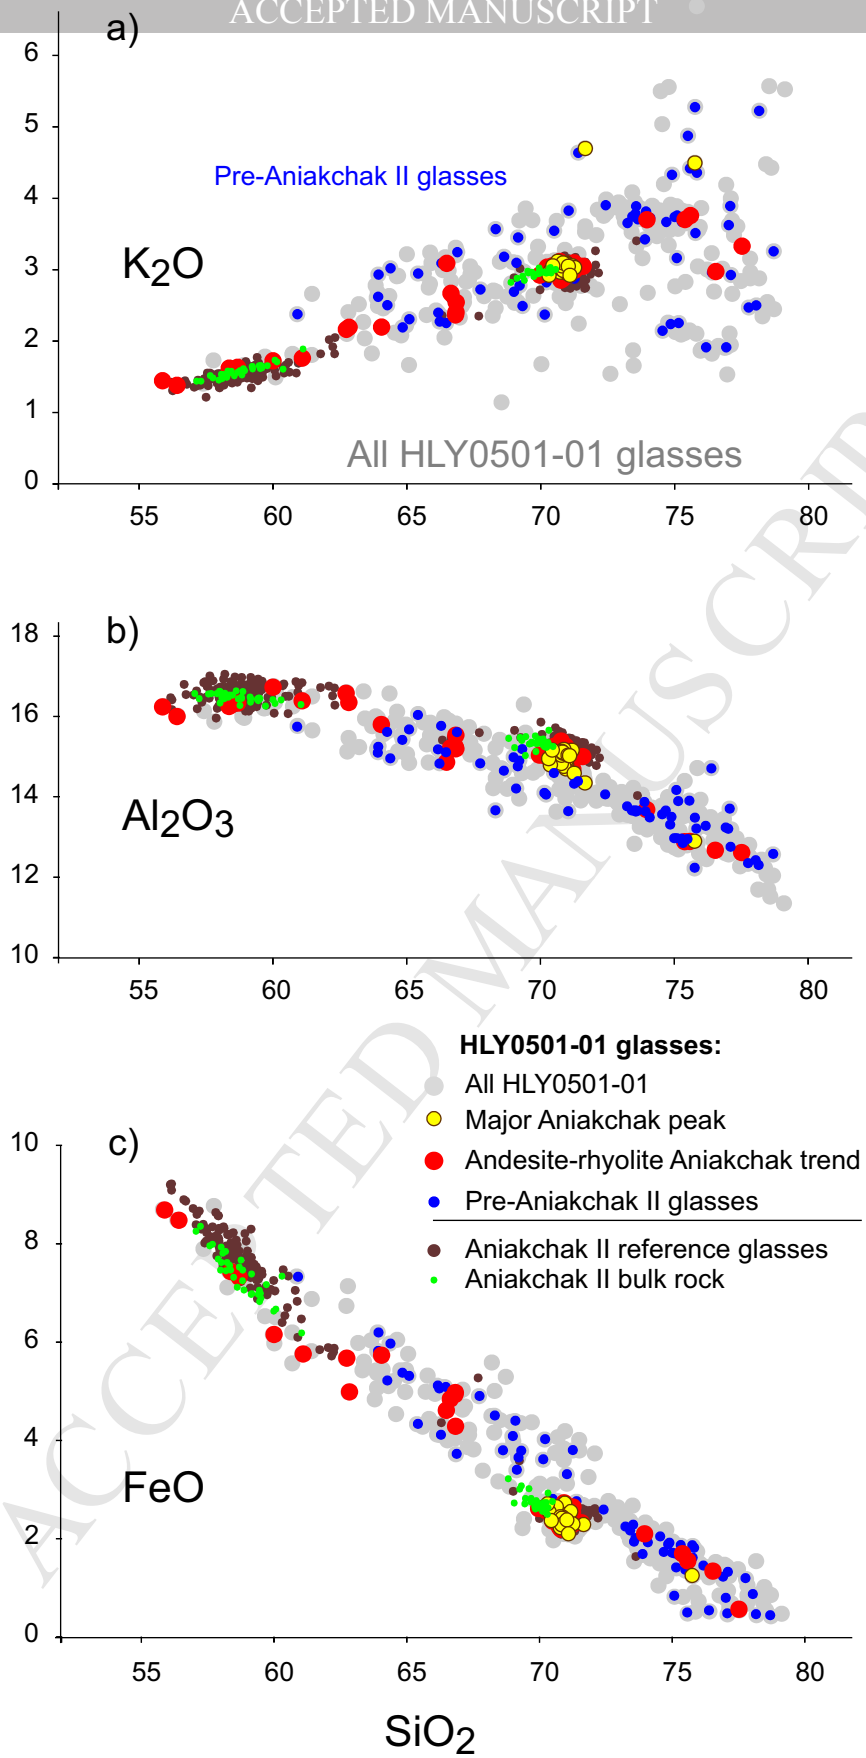 ACCEPTED MANUSCRIPT
a)
6
5
Pre-Aniakchak II glasses
4
K2O
3
2
1
All HLY0501-01 glasses
0
55 60 65 70 75 80
b)
18
16
14
Al2O3
12
10
55 60 65 70 75 80
HLY0501-01 glasses:
All HLY0501-01
Major Aniakchak peak
Andesite-rhyolite Aniakchak trend
Pre-Aniakchak II glasses
Aniakchak II reference glasses
Aniakchak II bulk rock
c)
10
8
6
4
FeO
2
0
55 60 65 70 75 80
SiO2
ACCEPTED MANUSCRIPT